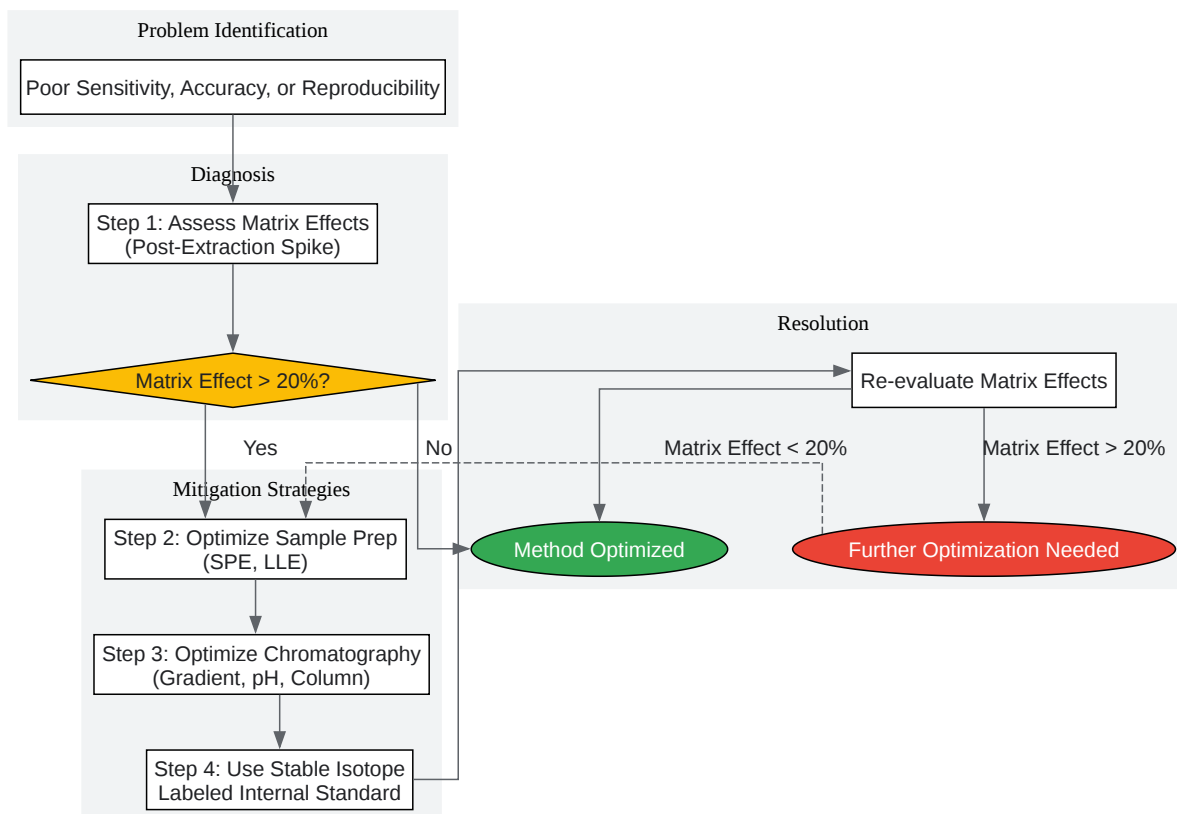 Problem Identification
Poor Sensitivity, Accuracy, or Reproducibility
Diagnosis
Step 1: Assess Matrix Effects
(Post-Extraction Spike)
Matrix Effect > 20%?
Yes
No
Mitigation Strategies
Step 2: Optimize Sample Prep
(SPE, LLE)
Step 3: Optimize Chromatography
(Gradient, pH, Column)
Step 4: Use Stable Isotope
Labeled Internal Standard
Resolution
Re-evaluate Matrix Effects
Matrix Effect < 20%
Matrix Effect > 20%
Method Optimized
Further Optimization Needed